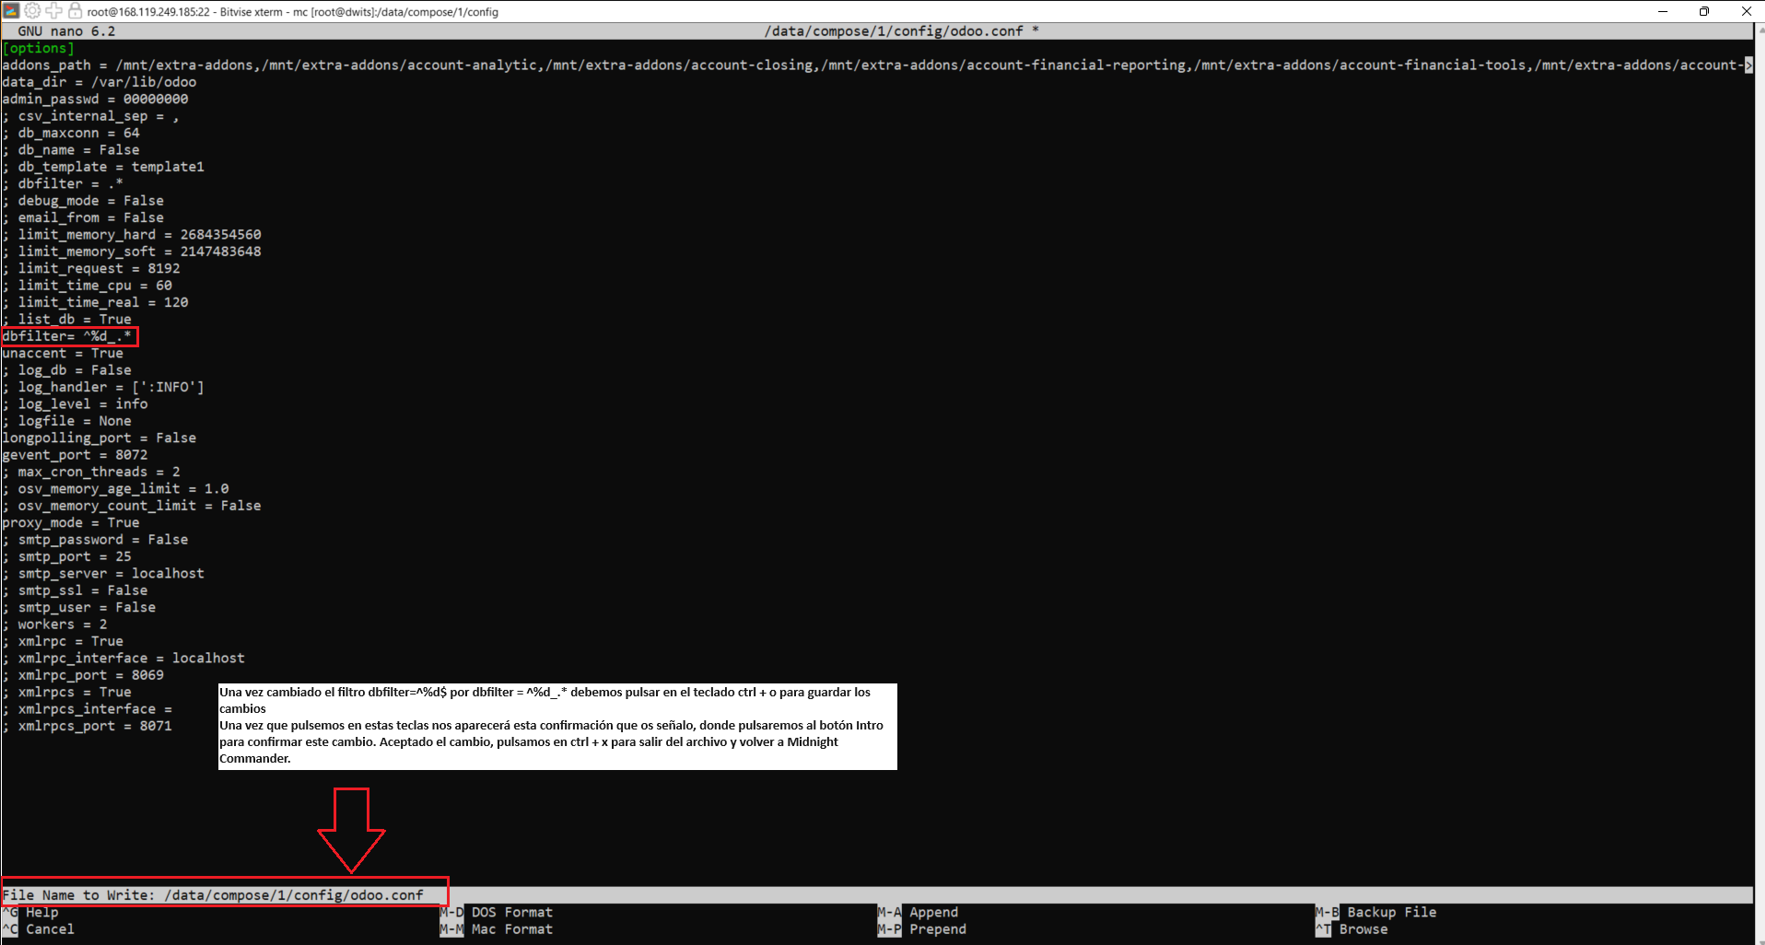 root@168.119.249.185:22 - Bitvise xterm - mc [root@dwits]:/data/compose/1/config
GNU nano 6.2 /data/compose/1/config/odoo.conf *
[options]
addons_path = /mnt/extra-addons,/mnt/extra-addons/account-analytic,/mnt/extra-addons/account-closing,/mnt/extra-addons/account-financial-reporting,/mnt/extra-addons/account-financial-tools,/mnt/extra-addons/account->
data_dir = /var/lib/odoo
admin_passwd = 00000000
; csv_internal_sep = ,
; db_maxconn = 64
; db_name = False
; db_template = template1
; dbfilter = .*
; debug_mode = False
; email_from = False
; limit_memory_hard = 2684354560
; limit_memory_soft = 2147483648
; limit_request = 8192
; limit_time_cpu = 60
; limit_time_real = 120
; list_db = True
dbfilter= ^%d_.*
unaccent = True
; log_db = False
; log_handler = [':INFO']
; log_level = info
; logfile = None
longpolling_port = False
gevent_port = 8072
; max_cron_threads = 2
; osv_memory_age_limit = 1.0
; osv_memory_count_limit = False
proxy_mode = True
; smtp_password = False
; smtp_port = 25
; smtp_server = localhost
; smtp_ssl = False
; smtp_user = False
; workers = 2
; xmlrpc = True
; xmlrpc_interface = localhost
; xmlrpc_port = 8069
; xmlrpcs = True
; xmlrpcs_interface =
; xmlrpcs_port = 8071
Una vez cambiado el filtro dbfilter=^%d$ por dbfilter = ^%d_.* debemos pulsar en el teclado ctrl + o para guardar los
cambios
Una vez que pulsemos en estas teclas nos aparecerá esta confirmación que os señalo, donde pulsaremos al botón Intro
para confirmar este cambio. Aceptado el cambio, pulsamos en ctrl + x para salir del archivo y volver a Midnight
Commander.
File Name to Write: /data/compose/1/config/odoo.conf
^G Help M-D DOS Format M-A Append M-B Backup File
^C Cancel M-M Mac Format M-P Prepend ^T Browse